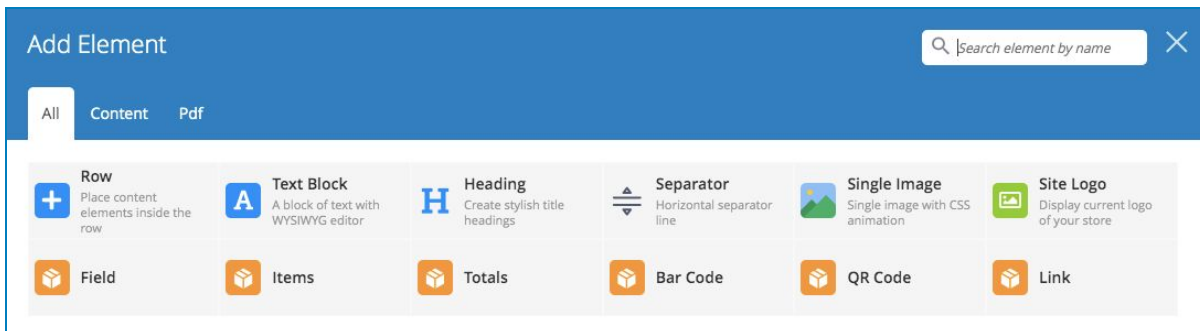 Add Element
Search element by name
All Content Pdf
Row
Place content
elements inside the
row
Text Block
A block of text with
WYSIWYG editor
Heading
Create stylish title
headings
Separator
Horizontal separator
line
Single Image
Single image with CSS
animation
Site Logo
Display current logo
of your store
Field
Items
Totals
Bar Code
QR Code
Link